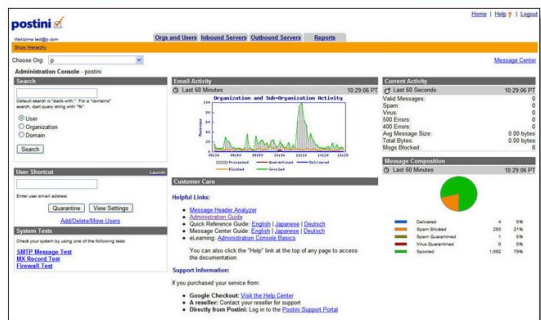 Home | Help ? | Logout
postini
Welcome ted@p.com
Orgs and Users Inbound Servers Outbound Servers Reports
Show Hierarchy
Choose Org: p
Message Center
Administration Console - postini
Search
Default search is "starts with." For a "contains"
search, start query string with "%".
User
Organization
Domain
Search
User Shortcut
Launch
Enter user email address
Quarantine View Settings
Add/Delete/Move Users
System Tests
Check your system by using one of the following tests.
SMTP Message Test
MX Record Test
Firewall Test
Email Activity
Last 60 Minutes 10:29:06 PT
Organization and Sub-Organization Activity
Processed Quarantined Delivered
Blocked Spooled
Customer Care
Helpful Links:
Message Header Analyzer
Administration Guide
Quick Reference Guide: English | Japanese | Deutsch
Message Center Guide: English | Japanese | Deutsch
eLearning: Administration Console Basics
You can also click the "Help" link at the top of any page to access
the documentation.
Support Information:
If you purchased your service from:
Google Checkout: Visit the Help Center
A reseller: Contact your reseller for support
Directly from Postini: Log in to the Postini Support Portal
Current Activity
Last 60 Seconds 10:29:06 PT
Valid Messages: 0
Spam: 0
Virus: 0
500 Errors: 0
400 Errors: 0
Avg Message Size: 0.00 bytes
Total Bytes: 0.00 bytes
Msgs Blocked: 0
Message Composition
Last 60 Minutes 10:29:06 PT
Delivered 4 0%
Spam Blocked 21%
Spam Quarantined 1 0%
Virus Quarantined 0 0%
Spooled 1,092 79%